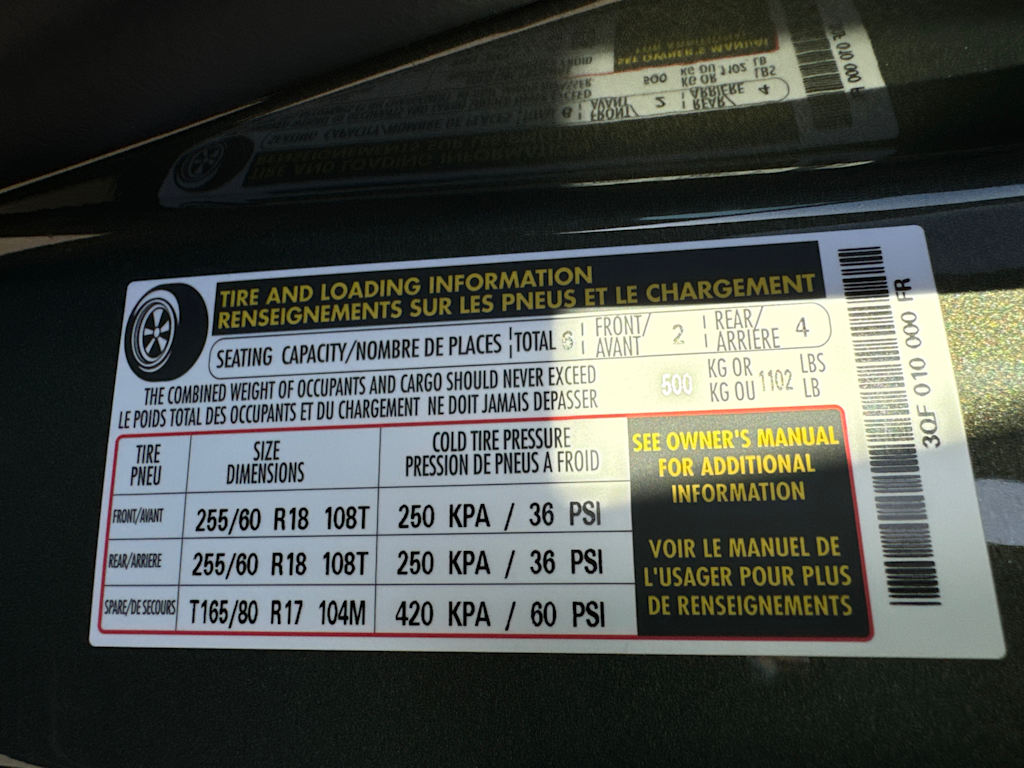 TIRE AND LOADING INFORMATION
RENSEIGNEMENTS SUR LES PNEUS ET LE CHARGEMENT
SEATING CAPACITY/NOMBRE DE PLACES TOTAL 6 FRONT/AVANT 2 REAR/ARRIÈRE 4
THE COMBINED WEIGHT OF OCCUPANTS AND CARGO SHOULD NEVER EXCEED 500 KG OR 1102 LBS
LE POIDS TOTAL DES OCCUPANTS ET DU CHARGEMENT NE DOIT JAMAIS DEPASSER KG OU LB
TIRE SIZE COLD TIRE PRESSURE
PNEU DIMENSIONS PRESSION DE PNEUS A FROID
FRONT/AVANT 255/60 R18 108T 250 KPA / 36 PSI
REAR/ARRIERE 255/60 R18 108T 250 KPA / 36 PSI
SPARE/DE SECOURS T165/80 R17 104M 420 KPA / 60 PSI
SEE OWNER'S MANUAL
FOR ADDITIONAL
INFORMATION
VOIR LE MANUEL DE
L'USAGER POUR PLUS
DE RENSEIGNEMENTS
3QF 010 000 FR